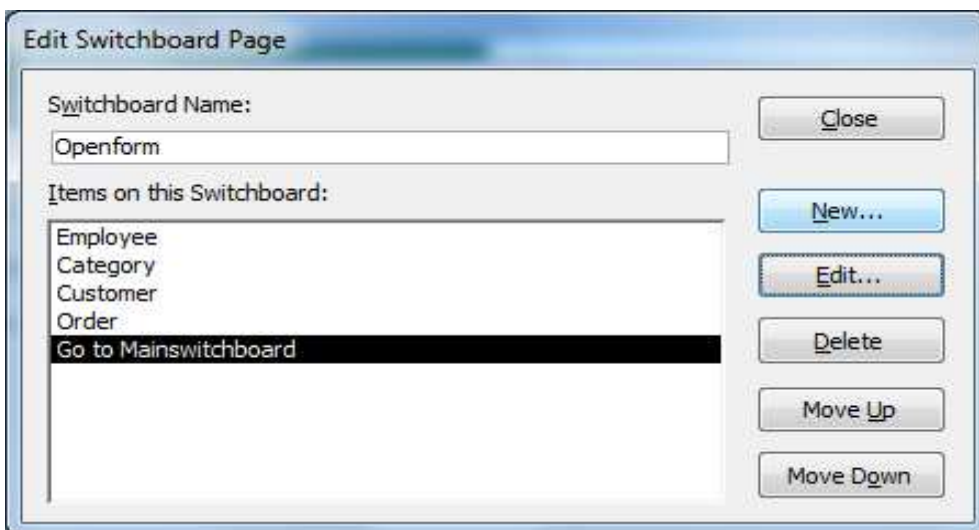 Edit Switchboard Page
Switchboard Name:
Close
Openform
Items on this Switchboard:
New...
Employee
Category
Edit...
Customer
Order
Delete
Go to Mainswitchboard
Move Up
Move Down